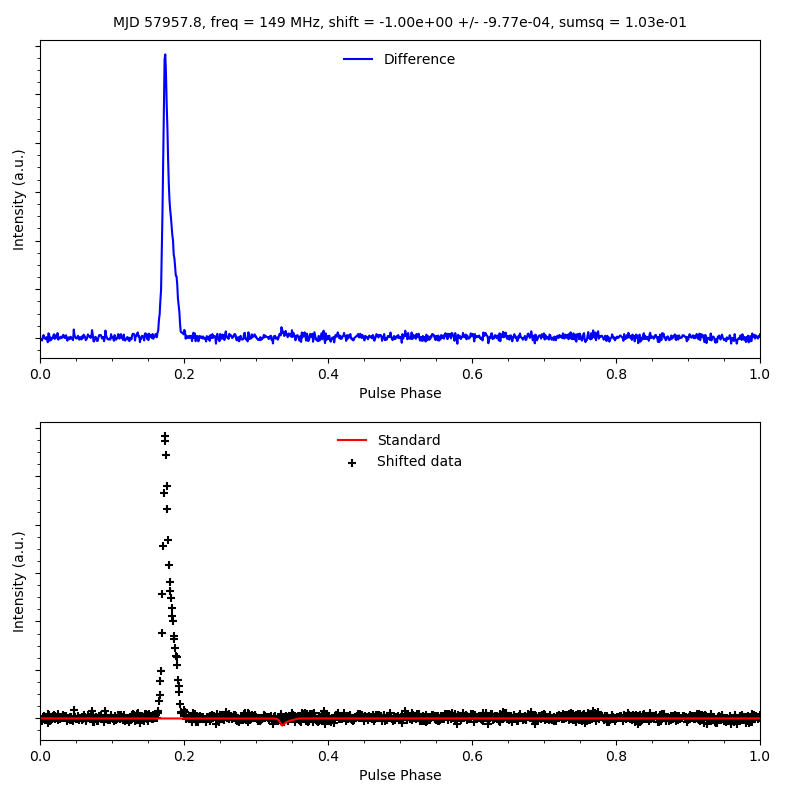 MJD 57957.8, freq = 149 MHz, shift = -1.00e+00 +/- -9.77e-04, sumsq = 1.03e-01
Difference
Intensity (a.u.)
0.0 0.2 0.4 0.6 0.8 1.0
Pulse Phase
Standard
Shifted data
Intensity (a.u.)
0.0 0.2 0.4 0.6 0.8 1.0
Pulse Phase